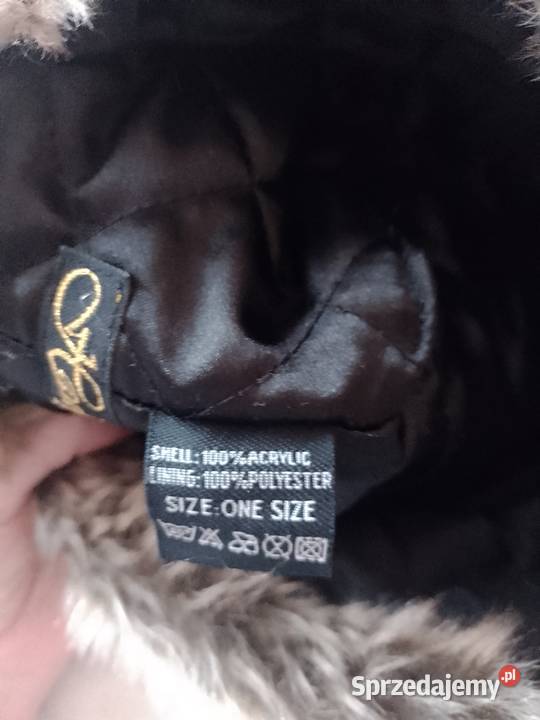 SHELL: 100% ACRYLIC
LINING: 100% POLYESTER
SIZE: ONE SIZE
Sprzedajemy.pl